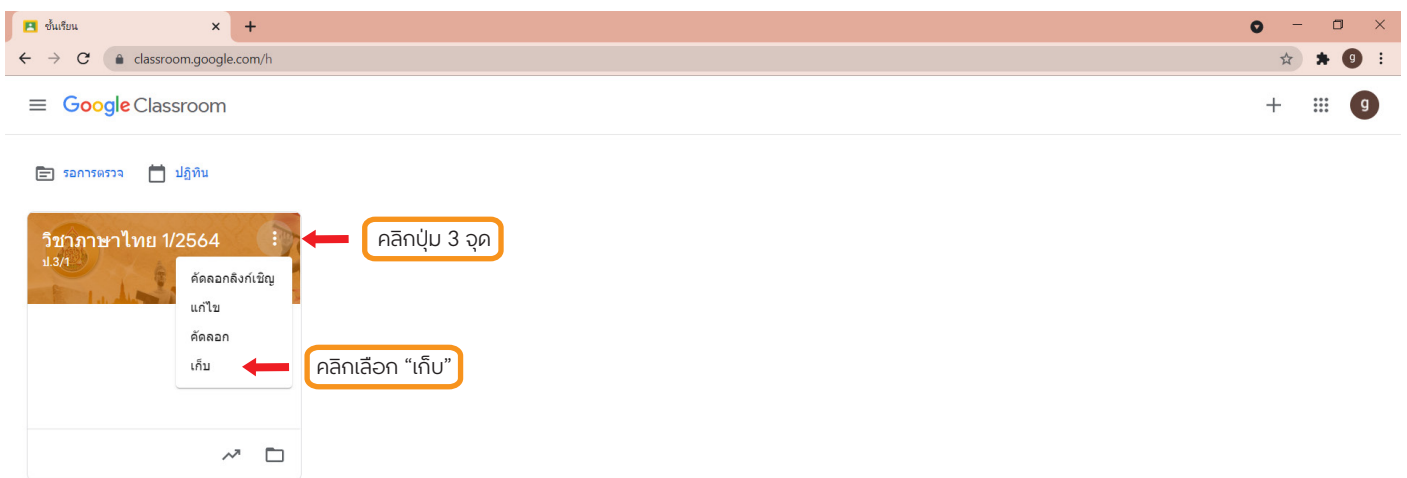 ชั้นเรียน
classroom.google.com/h
g
Google Classroom
g
รอการตรวจ
ปฏิทิน
วิชาภาษาไทย 1/2564
ป.3/1
คลิกปุ่ม 3 จุด
คัดลอกลิงก์เชิญ
แก้ไข
คัดลอก
เก็บ
คลิกเลือก “เก็บ”